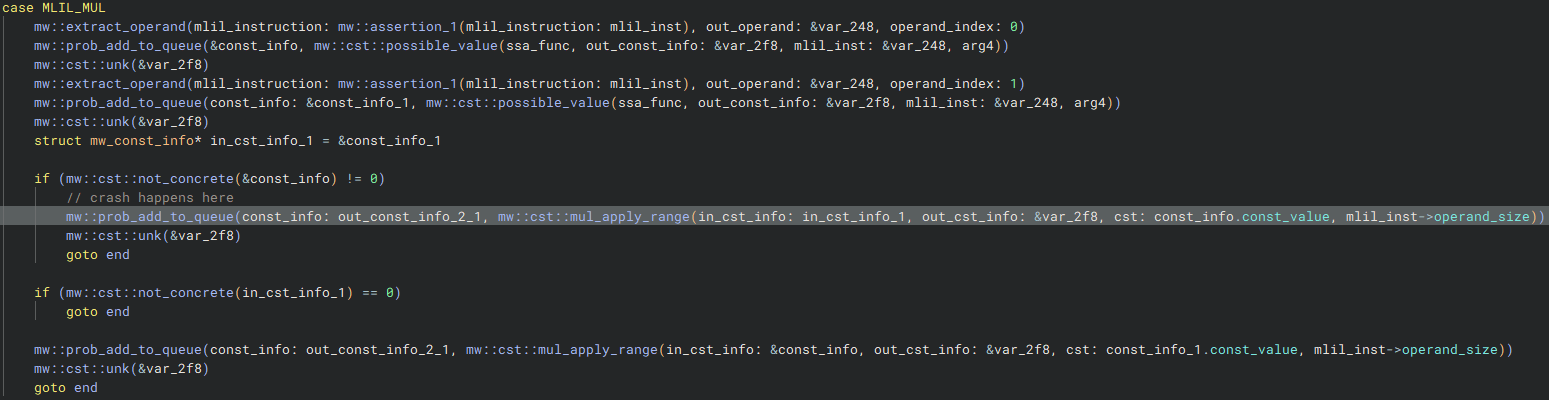 case MLIL_MUL
mw::extract_operand(mlil_instruction: mw::assertion_1(mlil_instruction: mlil_inst), out_operand: &var_248, operand_index: 0)
mw::prob_add_to_queue(&const_info, mw::cst::possible_value(ssa_func, out_const_info: &var_2f8, mlil_inst: &var_248, arg4))
mw::cst::unk(&var_2f8)
mw::extract_operand(mlil_instruction: mw::assertion_1(mlil_instruction: mlil_inst), out_operand: &var_248, operand_index: 1)
mw::prob_add_to_queue(const_info: &const_info_1, mw::cst::possible_value(ssa_func, out_const_info: &var_2f8, mlil_inst: &var_248, arg4))
mw::cst::unk(&var_2f8)
struct mw_const_info* in_cst_info_1 = &const_info_1
if (mw::cst::not_concrete(&const_info) != 0)
// crash happens here
mw::prob_add_to_queue(const_info: out_const_info_2_1, mw::cst::mul_apply_range(in_cst_info: in_cst_info_1, out_cst_info: &var_2f8, cst: const_info.const_value, mlil_inst->operand_size))
mw::cst::unk(&var_2f8)
goto end
if (mw::cst::not_concrete(in_cst_info_1) == 0)
goto end
mw::prob_add_to_queue(const_info: out_const_info_2_1, mw::cst::mul_apply_range(in_cst_info: &const_info, out_cst_info: &var_2f8, cst: const_info_1.const_value, mlil_inst->operand_size))
mw::cst::unk(&var_2f8)
goto end